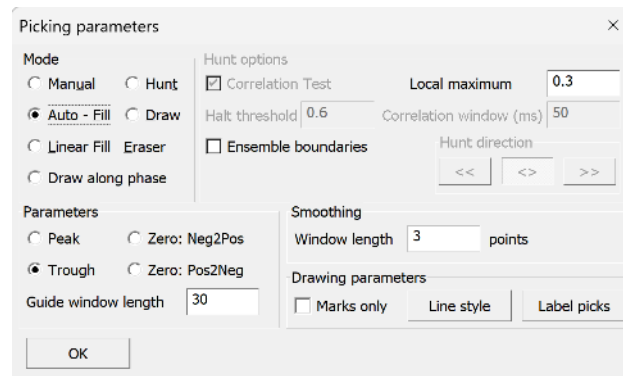 Picking parameters
Mode
Manual Hunt
Auto - Fill Draw
Linear Fill Eraser
Draw along phase
Hunt options
Correlation Test Local maximum 0.3
Halt threshold 0.6 Correlation window (ms) 50
Ensemble boundaries Hunt direction
<< <> >>
Parameters
Peak Zero: Neg2Pos
Trough Zero: Pos2Neg
Guide window length 30
Smoothing
Window length 3 points
Drawing parameters
Marks only Line style Label picks
OK